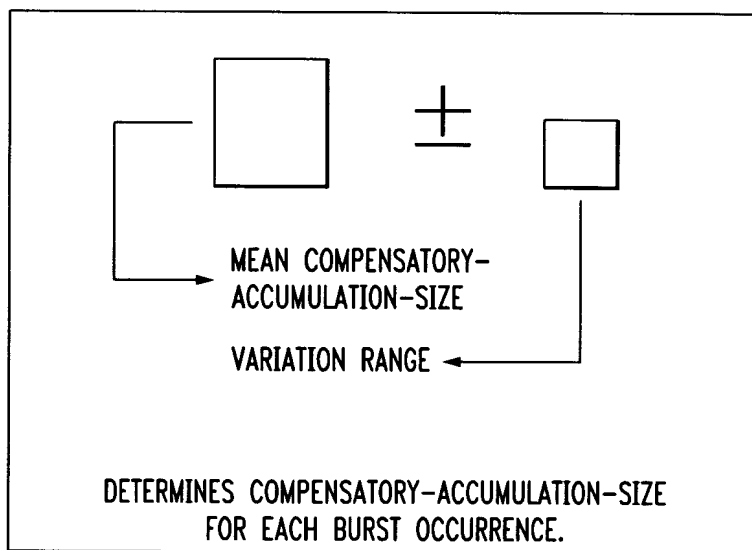 ±
MEAN COMPENSATORY-
ACCUMULATION-SIZE
VARIATION RANGE
DETERMINES COMPENSATORY-ACCUMULATION-SIZE
FOR EACH BURST OCCURRENCE.